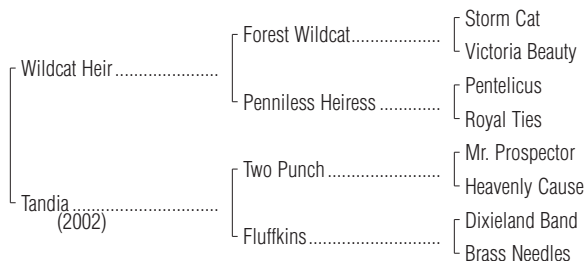 Storm Cat
Forest Wildcat....................
Victoria Beauty
Wildcat Heir.......................
Pentelicus
Penniless Heiress...............
Royal Ties
Mr. Prospector
Two Punch.........................
Heavenly Cause
Tandia................................
(2002)
Dixieland Band
Fluffkins.............................
Brass Needles